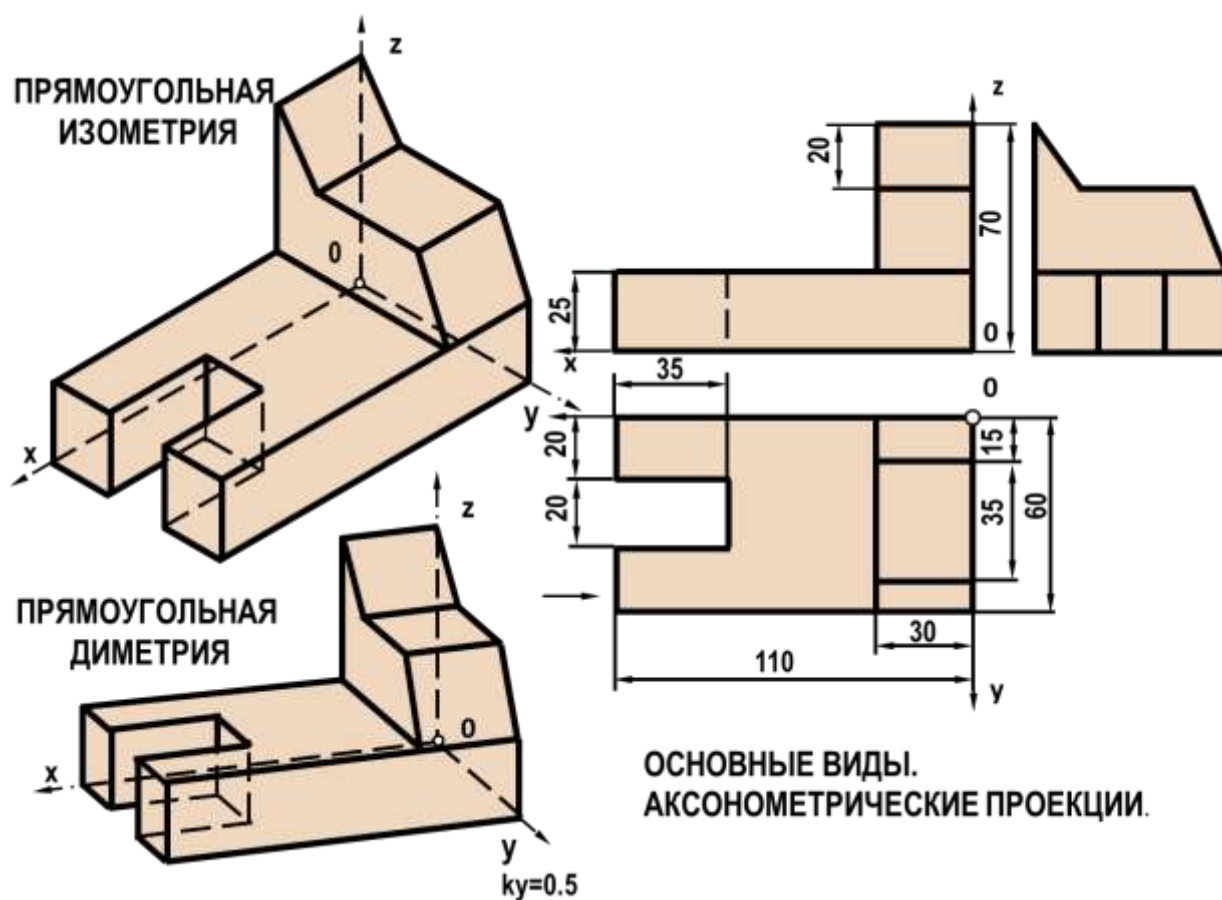 z
ПРЯМОУГОЛЬНАЯ
ИЗОМЕТРИЯ
0
x
y
z
20
70
25
0
x
35
0
20
15
20
35
60
30
110
y
ПРЯМОУГОЛЬНАЯ
ДИМЕТРИЯ
z
0
x
y
ky=0.5
ОСНОВНЫЕ ВИДЫ.
АКСОНОМЕТРИЧЕСКИЕ ПРОЕКЦИИ.